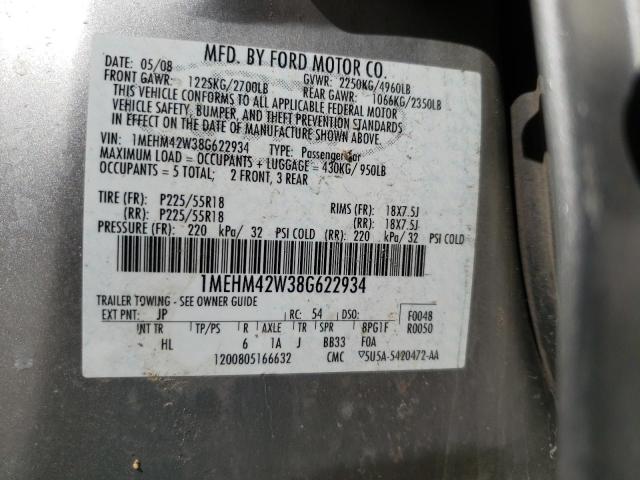 MFD. BY FORD MOTOR CO.
DATE: 05/08 GVWR: 2250KG/4960LB
FRONT GAWR: 1225KG/2700LB REAR GAWR: 1066KG/2350LB
THIS VEHICLE CONFORMS TO ALL APPLICABLE FEDERAL MOTOR
VEHICLE SAFETY, BUMPER, AND THEFT PREVENTION STANDARDS
IN EFFECT ON THE DATE OF MANUFACTURE SHOWN ABOVE.
VIN: 1MEHM42W38G622934 TYPE: Passenger Car
MAXIMUM LOAD = OCCUPANTS + LUGGAGE = 430KG/ 950LB
OCCUPANTS = 5 TOTAL; 2 FRONT, 3 REAR
TIRE (FR): P225/55R18 RIMS (FR): 18X7.5J
(RR): P225/55R18 (RR): 18X7.5J
PRESSURE (FR): 220 kPa/ 32 PSI COLD (RR): 220 kPa/ 32 PSI COLD
1MEHM42W38G622934
TRAILER TOWING - SEE OWNER GUIDE
EXT PNT: JP RC: 54 DSO: F0048
INT TR TP/PS R AXLE TR SPR BPG1F R0050
HL 6 1A J BB33 F0A
1200805166632 CMC ▽5U5A-5420472-AA